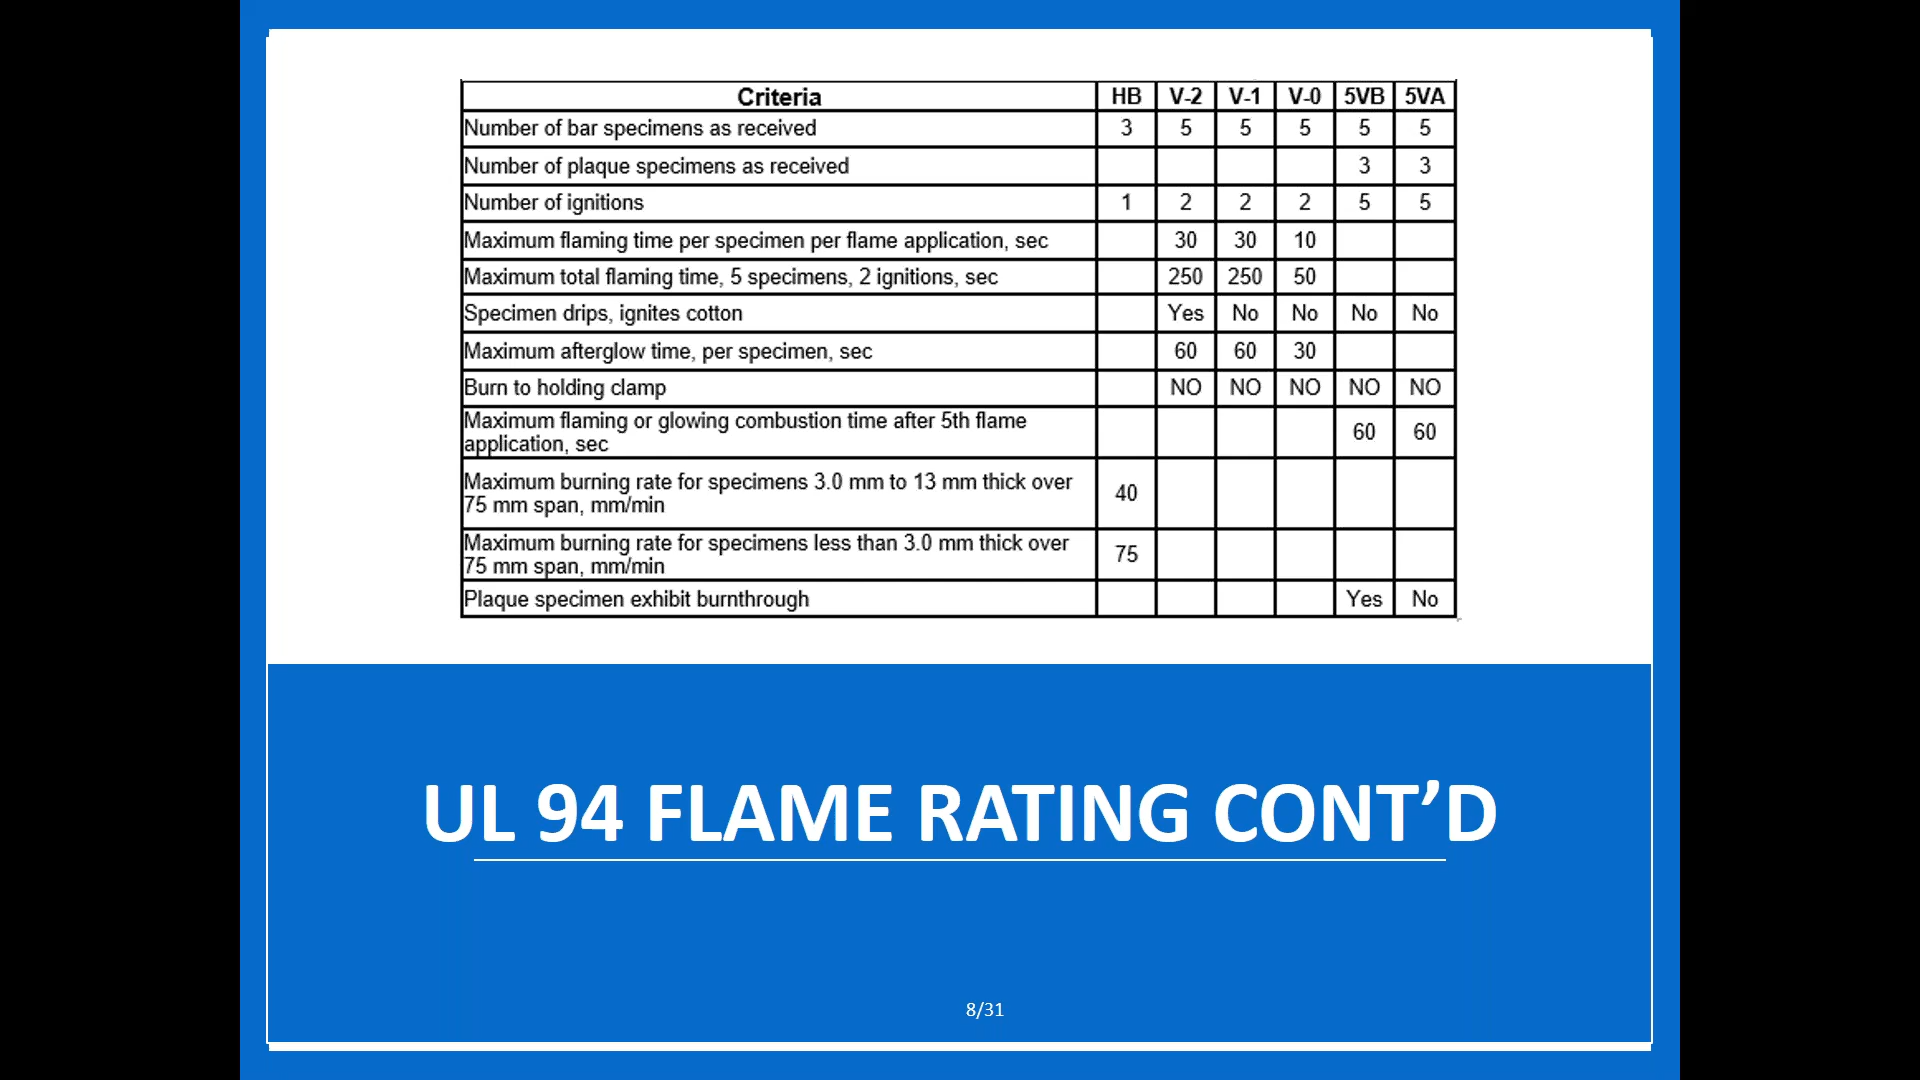 Criteria HB V-2 V-1 V-0 5VB 5VA
Number of bar specimens as received 3 5 5 5 5 5
Number of plaque specimens as received 3 3
Number of ignitions 1 2 2 2 5 5
Maximum flaming time per specimen per flame application, sec 30 30 10
Maximum total flaming time, 5 specimens, 2 ignitions, sec 250 250 50
Specimen drips, ignites cotton Yes No No No No
Maximum afterglow time, per specimen, sec 60 60 30
Burn to holding clamp NO NO NO NO NO
Maximum flaming or glowing combustion time after 5th flame
application, sec 60 60
Maximum burning rate for specimens 3.0 mm to 13 mm thick over
75 mm span, mm/min 40
Maximum burning rate for specimens less than 3.0 mm thick over
75 mm span, mm/min 75
Plaque specimen exhibit burnthrough Yes No
UL 94 FLAME RATING CONT’D
8/31